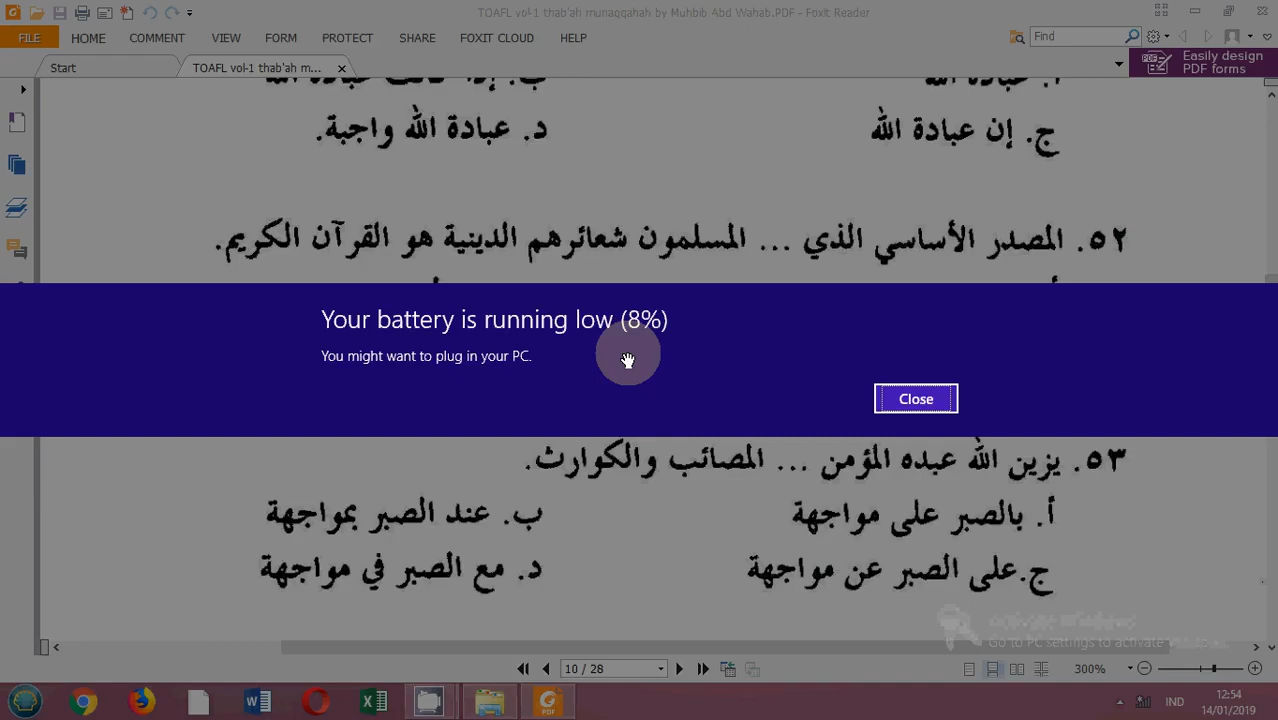 TOAFL vol-1 thab'ah munaqqahah by Muhbib Abd Wahab.PDF - Foxit Reader
FILE HOME COMMENT VIEW FORM PROTECT SHARE FOXIT CLOUD HELP Find
Start TOAFL vol-1 thab'ah m... Easily design
PDF forms
ج. إن عبادة الله د. عبادة الله واجبة.
٥٢. المصدر الأساسي الذي ... المسلمون شعائرهم الدينية هو القرآن الكريم.
Your battery is running low (8%)
You might want to plug in your PC.
Close
٥٣. يزين الله عبده المؤمن ... المصائب والكوارث.
أ. بالصبر على مواجهة ب. عند الصبر بمواجهة
ج.على الصبر عن مواجهة د. مع الصبر في مواجهة
Go to PC settings to activate
10 / 28 300%
IND 12:54
14/01/2019